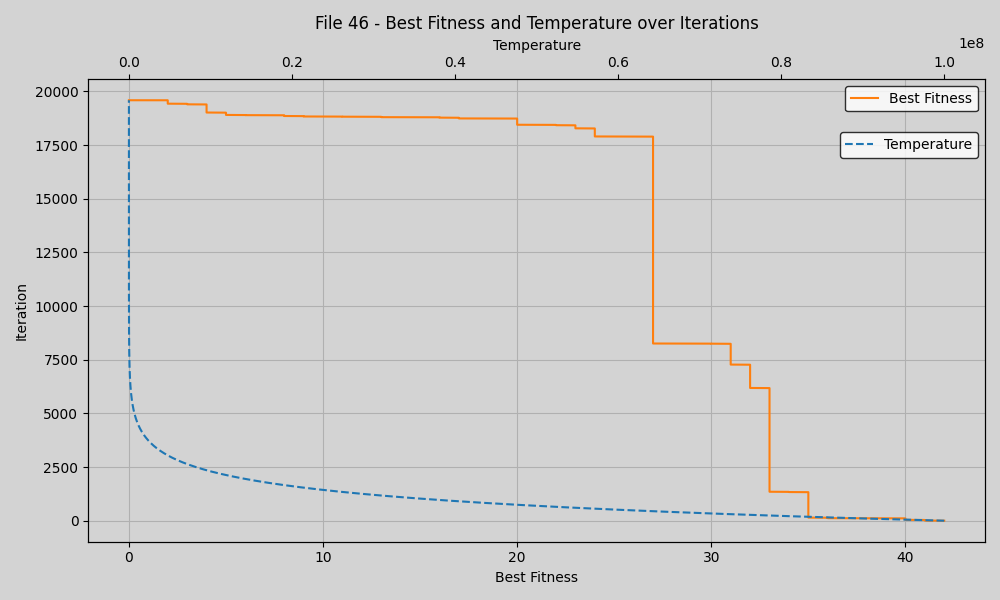 File 46 - Best Fitness and Temperature over Iterations
Temperature
1e8
0.0 0.2 0.4 0.6 0.8 1.0
Best Fitness
Temperature
20000
17500
15000
12500
10000
7500
5000
2500
0
Iteration
0 10 20 30 40
Best Fitness